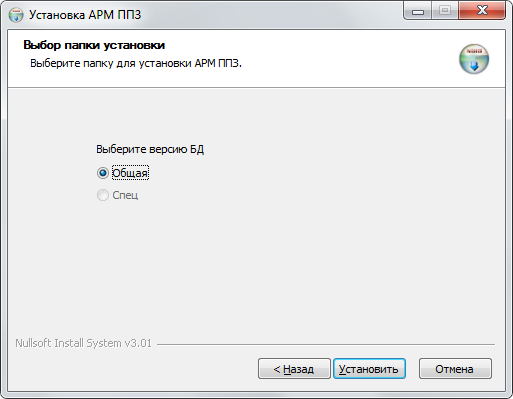 Установка АРМ ППЗ
Выбор папки установки
Выберите папку для установки АРМ ППЗ.
Выберите версию БД
Общая
Спец
Nullsoft Install System v3.01
< Назад
Установить
Отмена